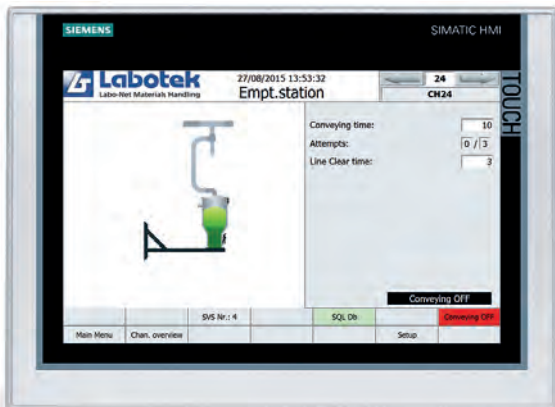 SIEMENS
SIMATIC HMI
TOUCH
Labotek
Labo-Net Materials Handling
27/08/2015 13:53:32
Empt.station
24
CH24
Conveying time: 10
Attempts: 0 / 3
Line Clear time: 3
Conveying OFF
SVS Nr.: 4
SQL Db
Conveying OFF
Main Menu
Chan. overview
Setup